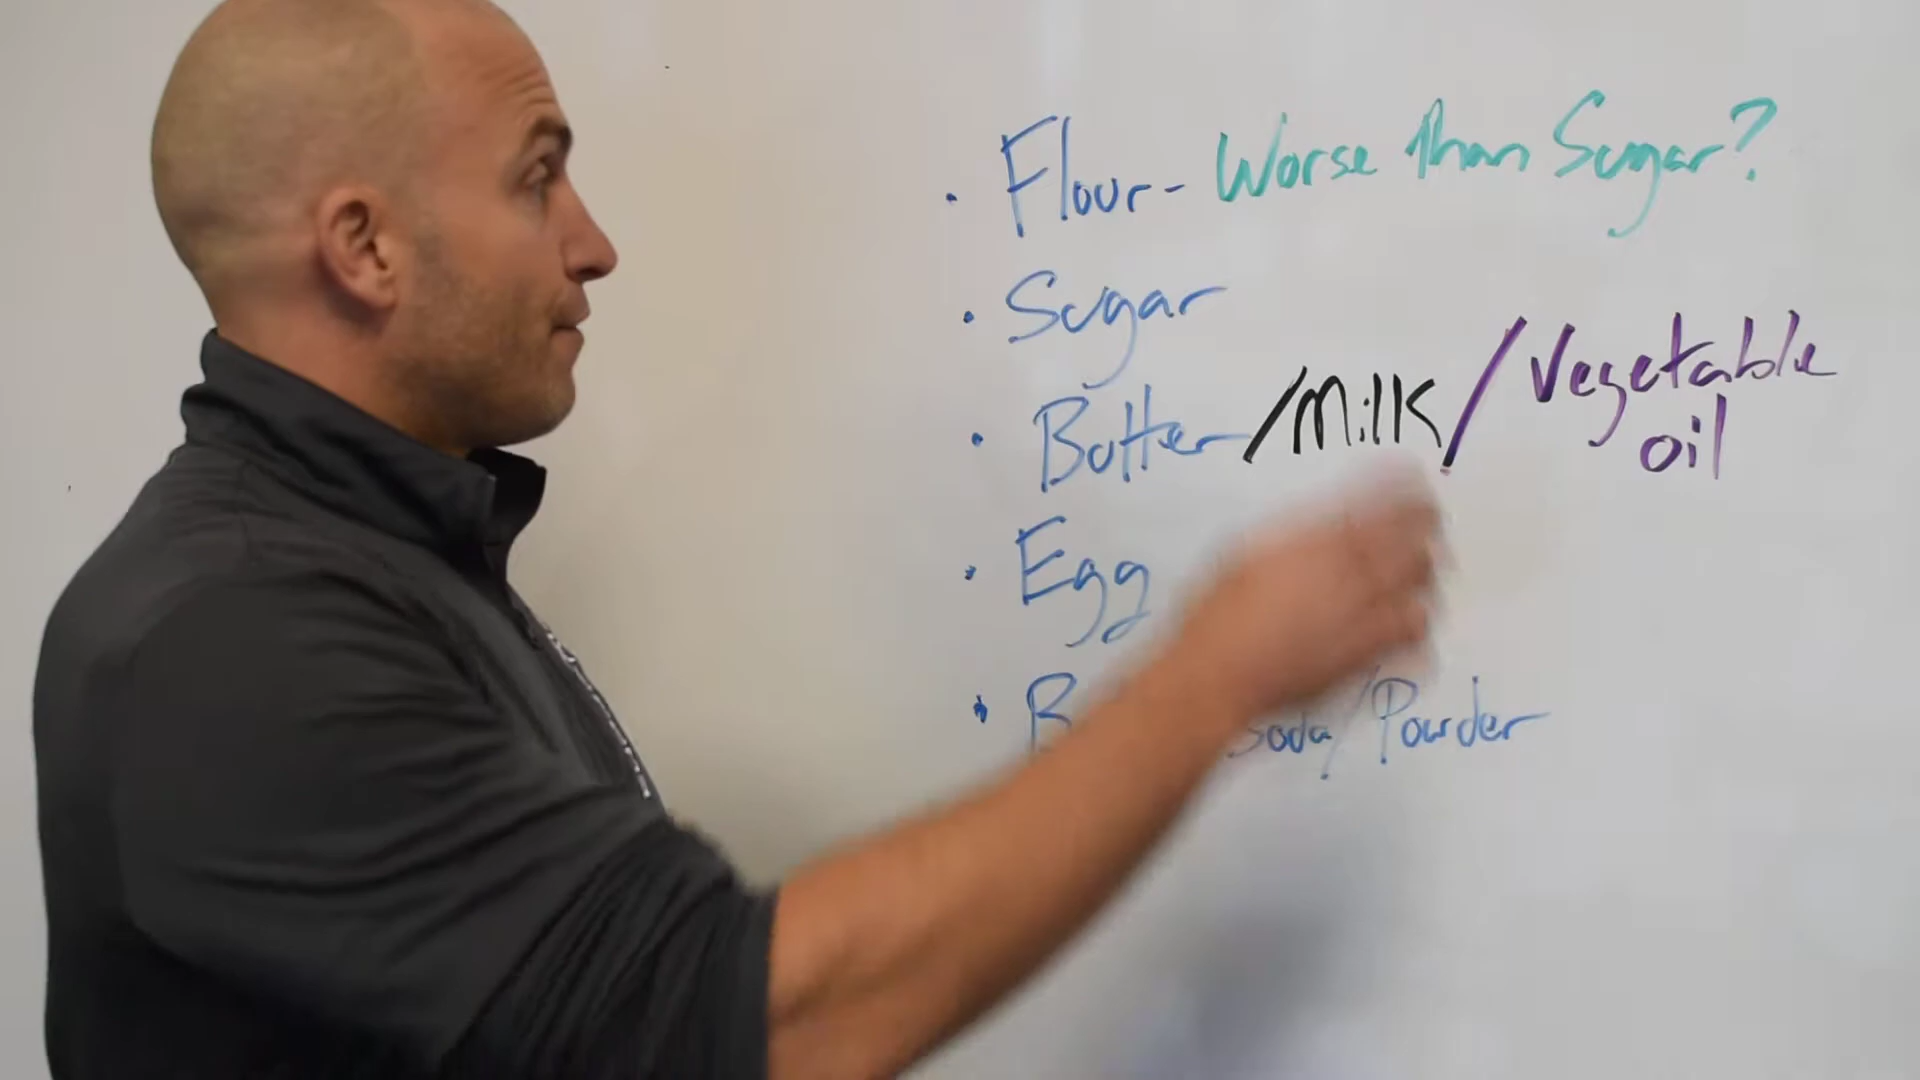 • Flour - Worse Than Sugar?
• Sugar
• Butter /Milk/ Vegetable oil
• Egg
• Soda/Powder